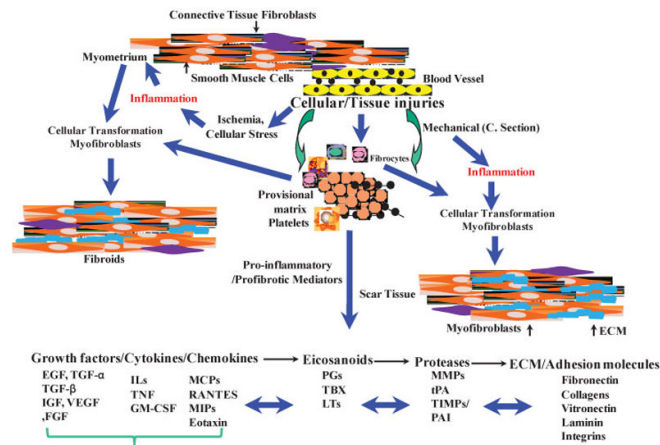 Connective Tissue Fibroblasts
Myometrium
Smooth Muscle Cells
Blood Vessel
Inflammation
Cellular/Tissue injuries
Ischemia,
Cellular Stress
Mechanical (C. Section)
Cellular Transformation
Myofibroblasts
Fibrocytes
Inflammation
Provisional
matrix
Platelets
Cellular Transformation
Myofibroblasts
Fibroids
Pro-inflammatory
/Profibrotic Mediators
Scar Tissue
Myofibroblasts
ECM
Growth factors/Cytokines/Chemokines
Eicosanoids
Proteases
ECM/Adhesion molecules
EGF, TGF-α
TGF-β
IGF, VEGF
,FGF
ILs
TNF
GM-CSF
MCPs
RANTES
MIPs
Eotaxin
PGs
TBX
LTs
MMPs
tPA
TIMPs/
PAI
Fibronectin
Collagens
Vitronectin
Laminin
Integrins